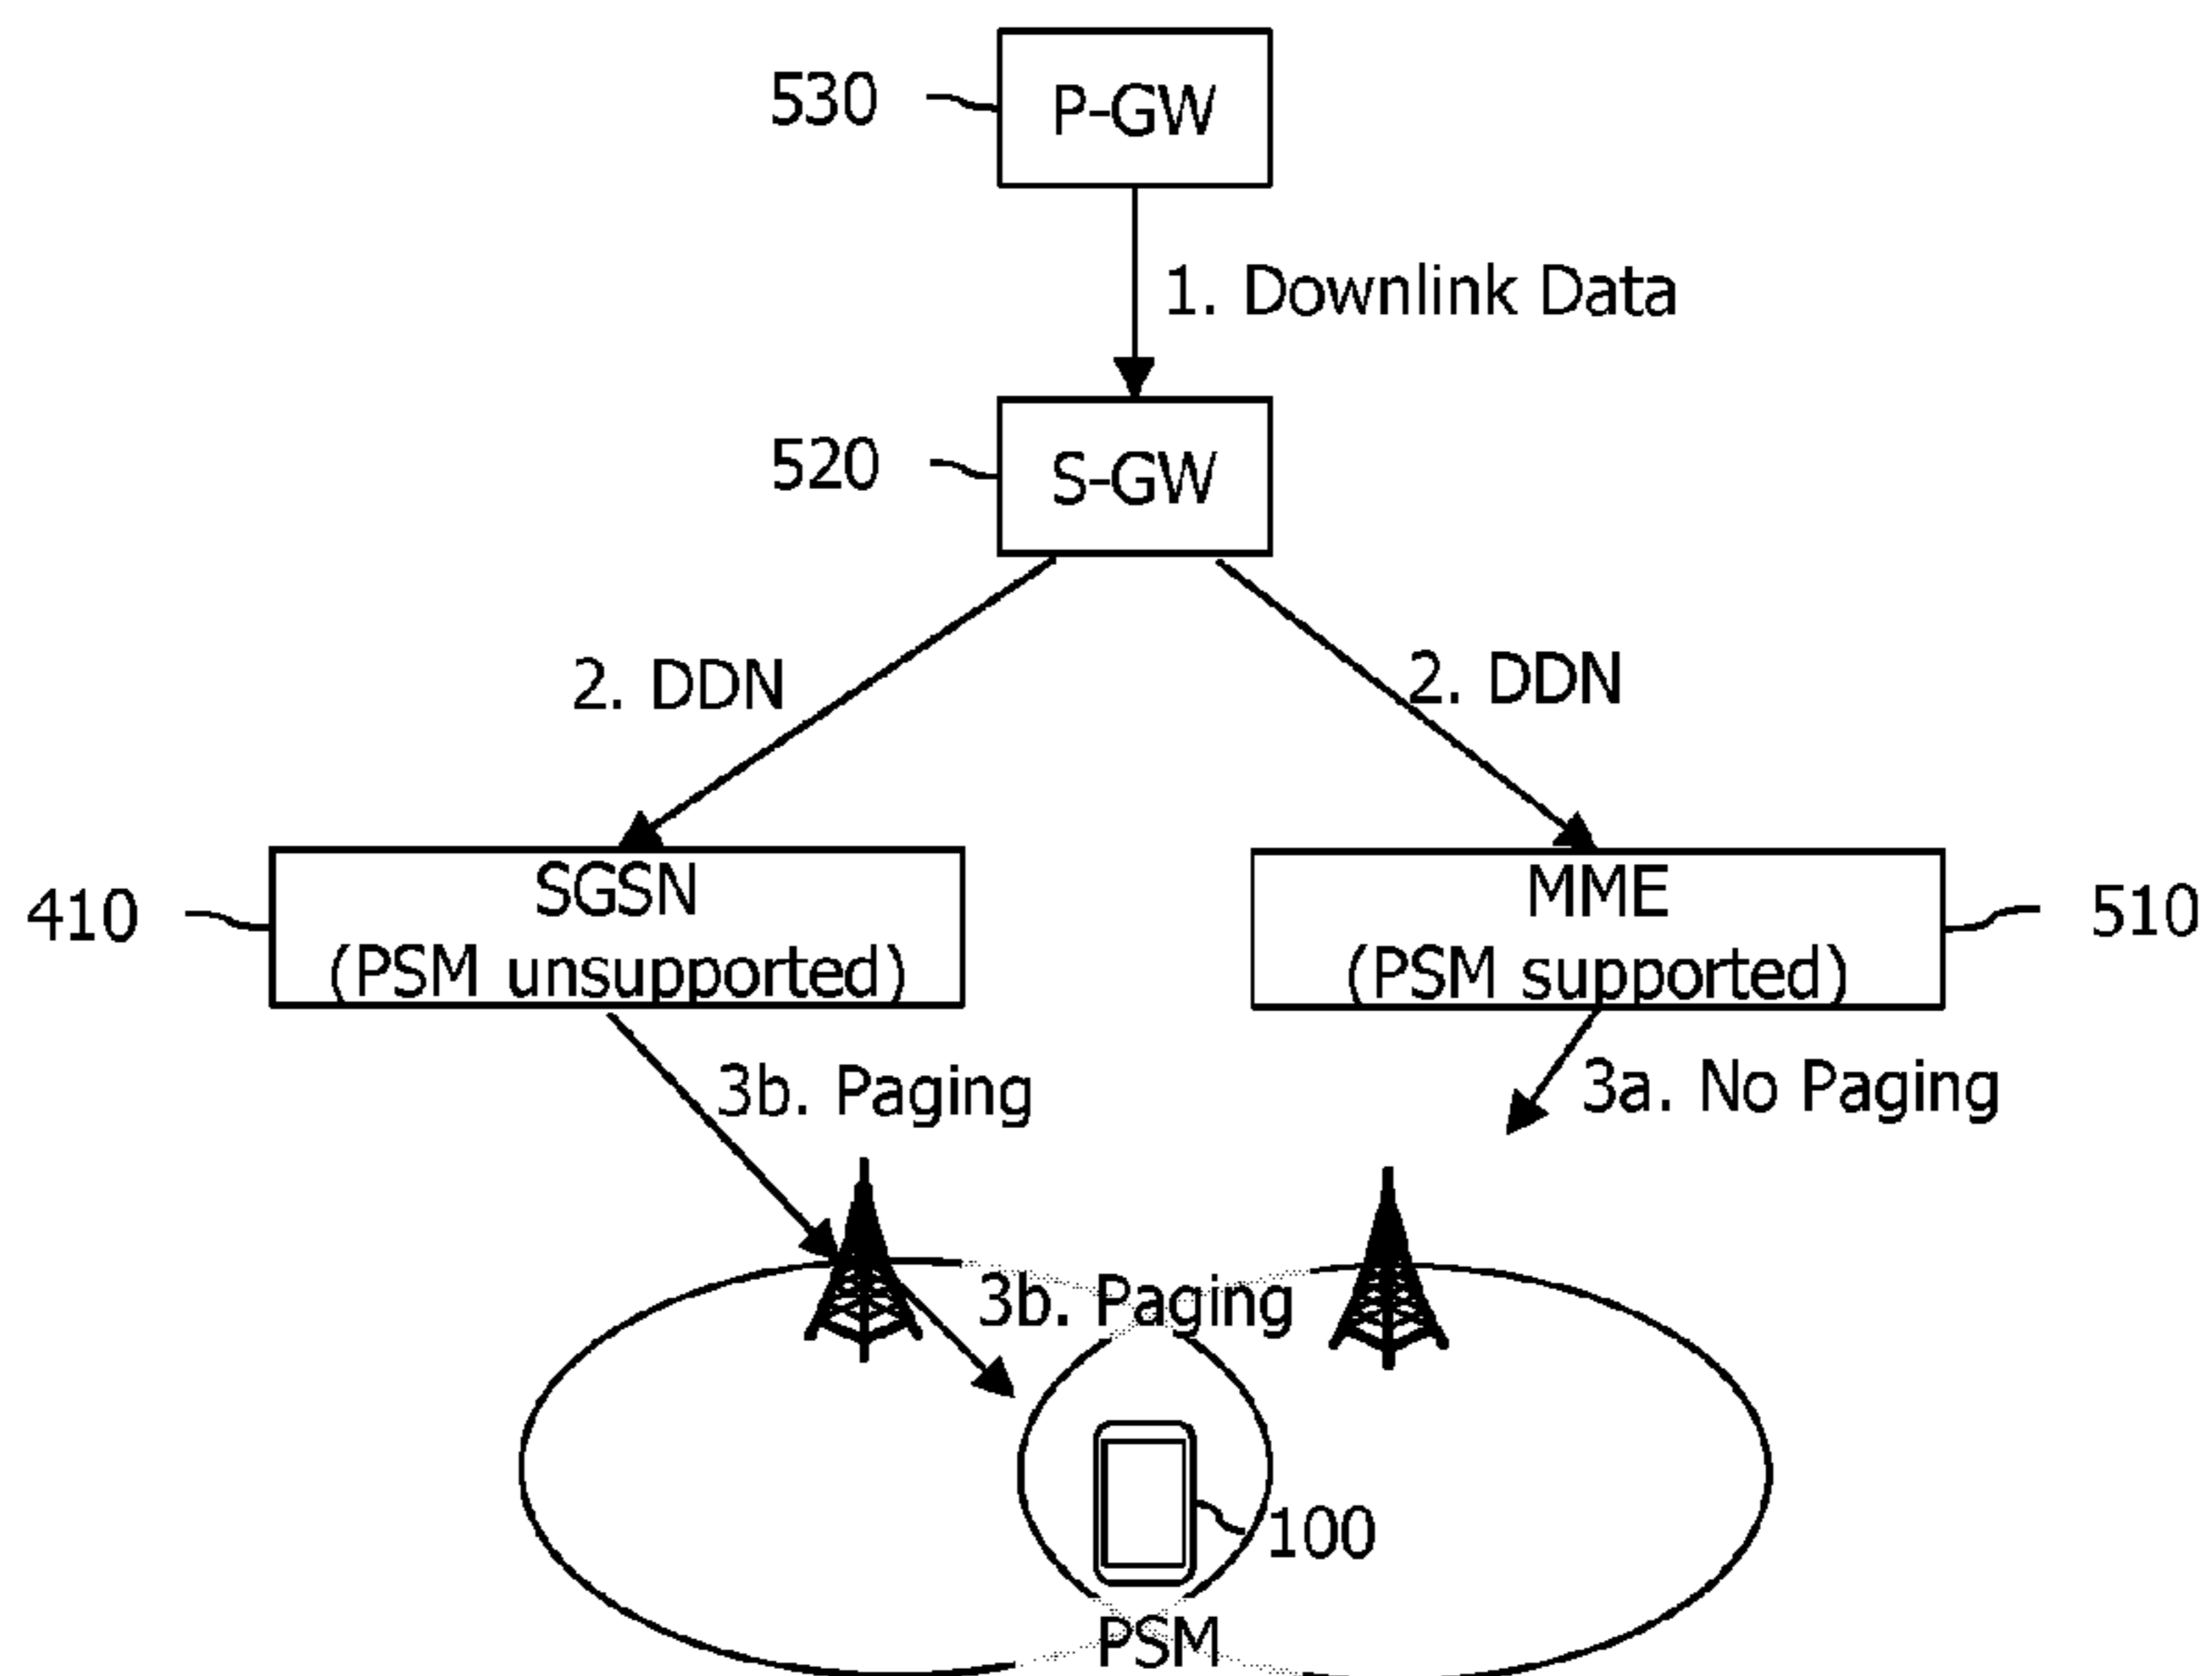 530
P-GW
1. Downlink Data
520
S-GW
2. DDN
2. DDN
410
SGSN
(PSM unsupported)
MME
(PSM supported)
510
3b. Paging
3a. No Paging
3b. Paging
100
PSM